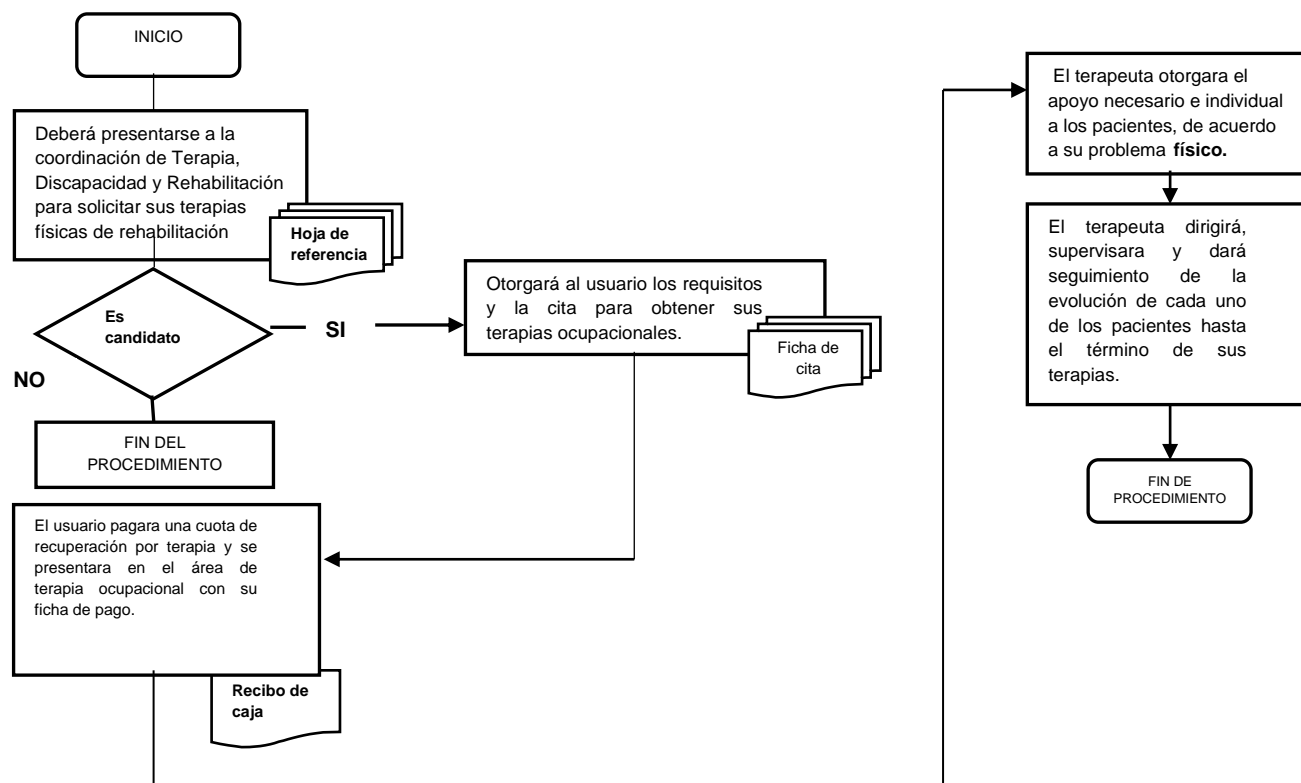 INICIO
Deberá presentarse a la
coordinación de Terapia,
Discapacidad y Rehabilitación
para solicitar sus terapias
físicas de rehabilitación
Hoja de
referencia
Es
candidato
SI
NO
Otorgará al usuario los requisitos
y la cita para obtener sus
terapias ocupacionales.
Ficha de
cita
FIN DEL
PROCEDIMIENTO
El usuario pagara una cuota de
recuperación por terapia y se
presentara en el área de
terapia ocupacional con su
ficha de pago.
Recibo de
caja
El terapeuta otorgara el
apoyo necesario e individual
a los pacientes, de acuerdo
a su problema físico.
El terapeuta dirigirá,
supervisara y dará
seguimiento de la
evolución de cada uno
de los pacientes hasta
el término de sus
terapias.
FIN DE
PROCEDIMIENTO